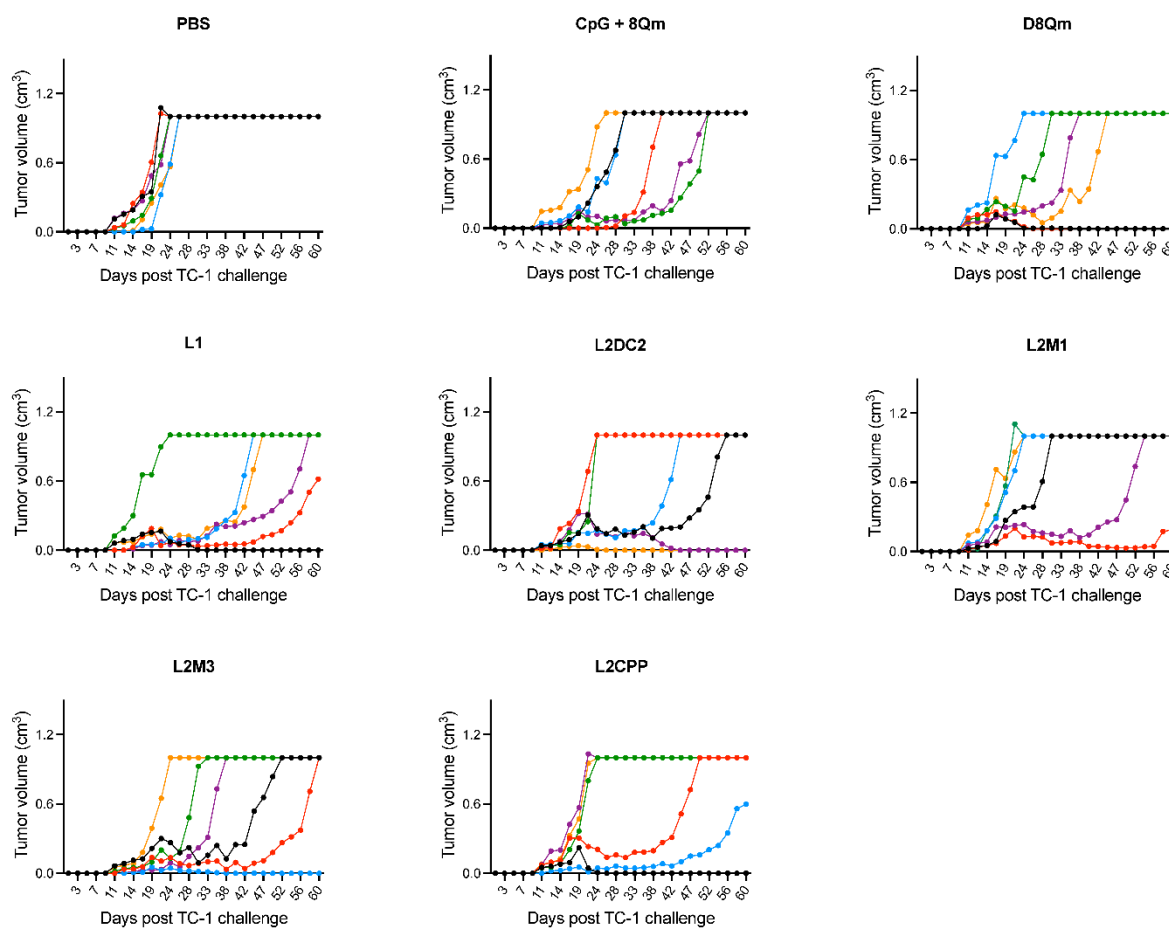 PBS
CpG + 8Qm
D8Qm
Tumor volume (cm3)
1.2
0.6
0.0
3 7 11 14 19 24 28 33 38 42 47 52 56 60
Days post TC-1 challenge
Tumor volume (cm3)
1.2
0.6
0.0
3 7 11 14 19 24 28 33 38 42 47 52 56 60
Days post TC-1 challenge
Tumor volume (cm3)
1.2
0.6
0.0
3 7 11 14 19 24 28 33 38 42 47 52 56 60
Days post TC-1 challenge
L1
L2DC2
L2M1
Tumor volume (cm3)
1.2
0.6
0.0
3 7 11 14 19 24 28 33 38 42 47 52 56 60
Days post TC-1 challenge
Tumor volume (cm3)
1.2
0.6
0.0
3 7 11 14 19 24 28 33 38 42 47 52 56 60
Days post TC-1 challenge
Tumor volume (cm3)
1.2
0.6
0.0
3 7 11 14 19 24 28 33 38 42 47 52 56 60
Days post TC-1 challenge
L2M3
L2CPP
Tumor volume (cm3)
1.2
0.6
0.0
3 7 11 14 19 24 28 33 38 42 47 52 56 60
Days post TC-1 challenge
Tumor volume (cm3)
1.2
0.6
0.0
3 7 11 14 19 24 28 33 38 42 47 52 56 60
Days post TC-1 challenge